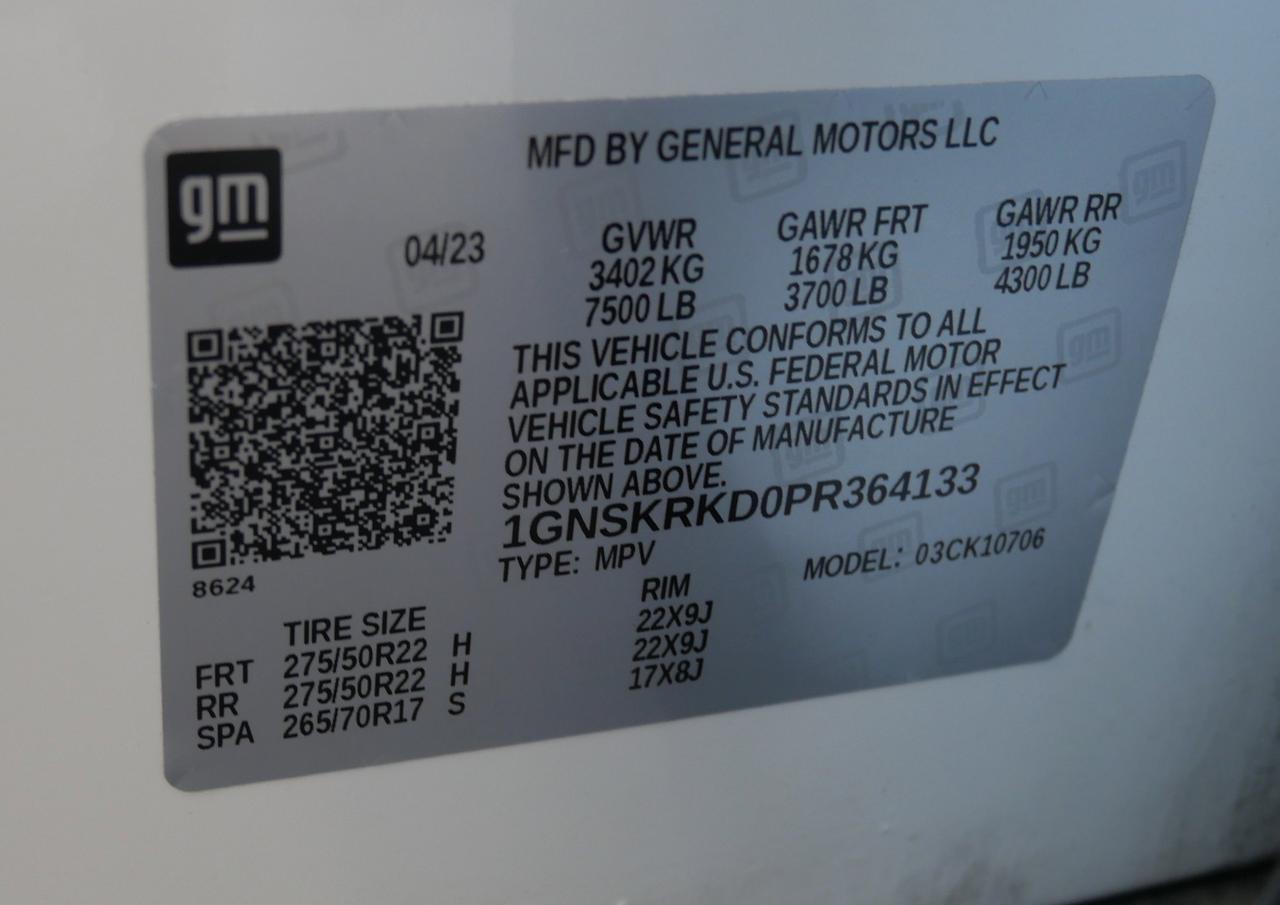 gm
MFD BY GENERAL MOTORS LLC
04/23
GVWR GAWR FRT GAWR RR
3402 KG 1678 KG 1950 KG
7500 LB 3700 LB 4300 LB
THIS VEHICLE CONFORMS TO ALL
APPLICABLE U.S. FEDERAL MOTOR
VEHICLE SAFETY STANDARDS IN EFFECT
ON THE DATE OF MANUFACTURE
SHOWN ABOVE.
1GNSKRKD0PR364133
TYPE: MPV MODEL: 03CK10706
8624
TIRE SIZE RIM
FRT 275/50R22 H 22X9J
RR 275/50R22 H 22X9J
SPA 265/70R17 S 17X8J